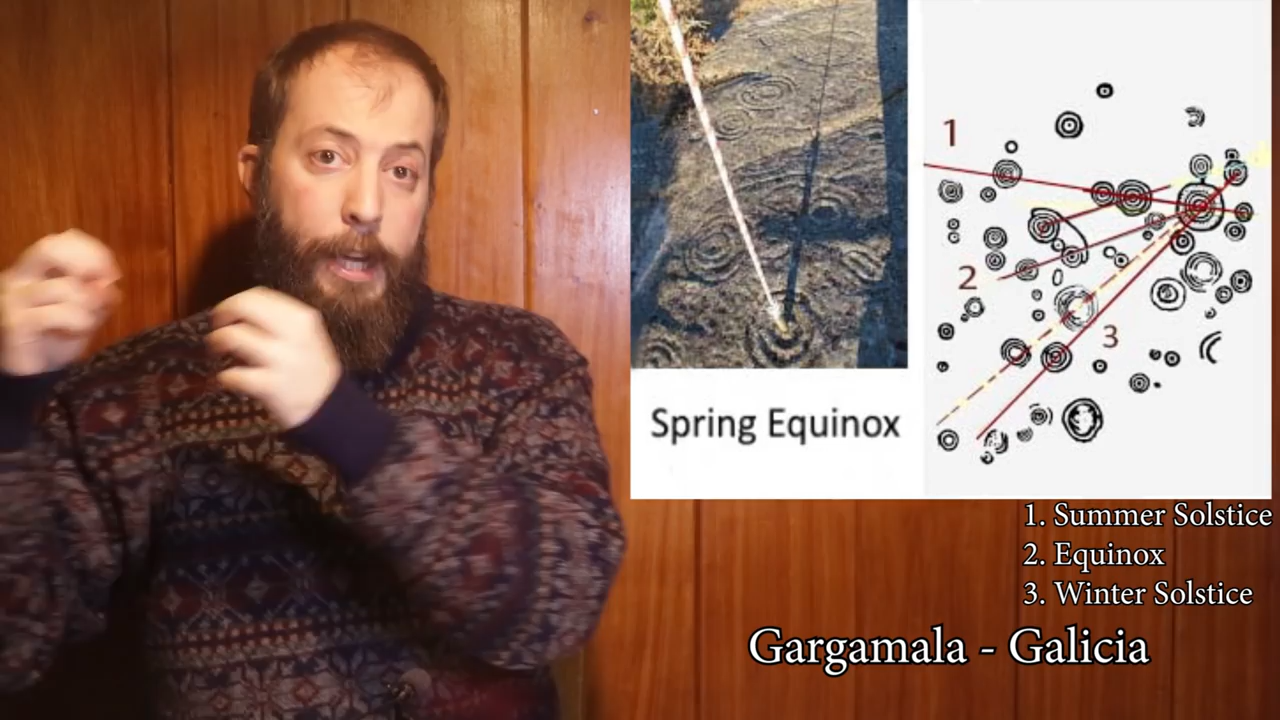 1
2
3
Spring Equinox
1. Summer Solstice
2. Equinox
3. Winter Solstice
Gargamala - Galicia